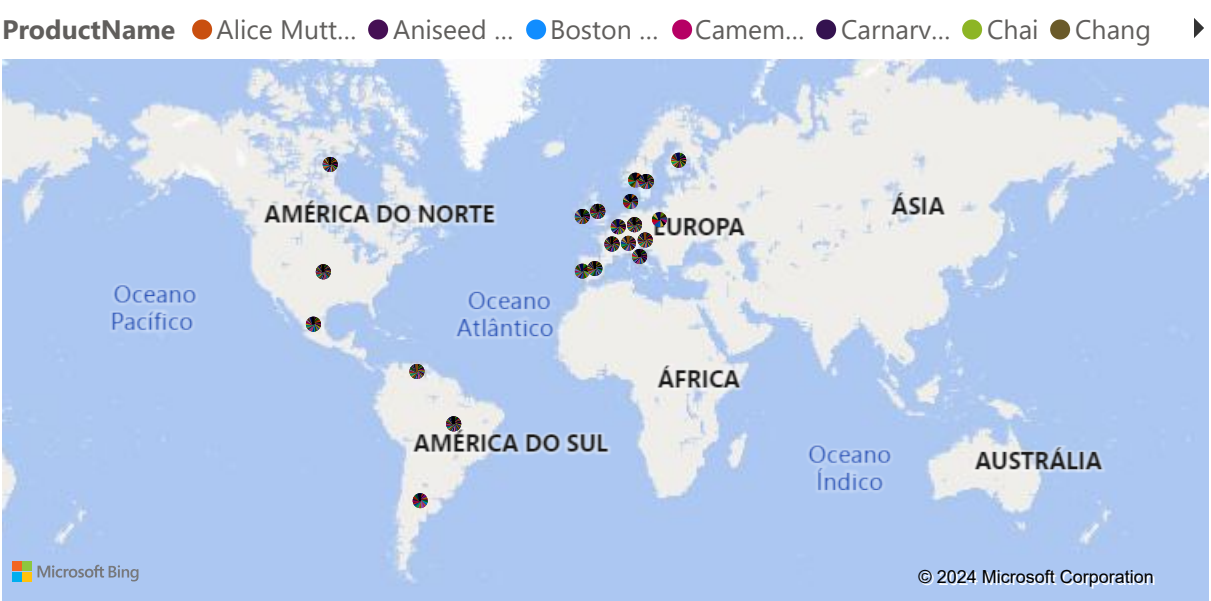 ProductName Alice Mutt... Aniseed ... Boston ... Camem... Carnarv... Chai Chang
AMÉRICA DO NORTE
ÁSIA
EUROPA
Oceano
Pacífico
Oceano
Atlântico
ÁFRICA
AMÉRICA DO SUL
Oceano
Índico
AUSTRÁLIA
Microsoft Bing
© 2024 Microsoft Corporation